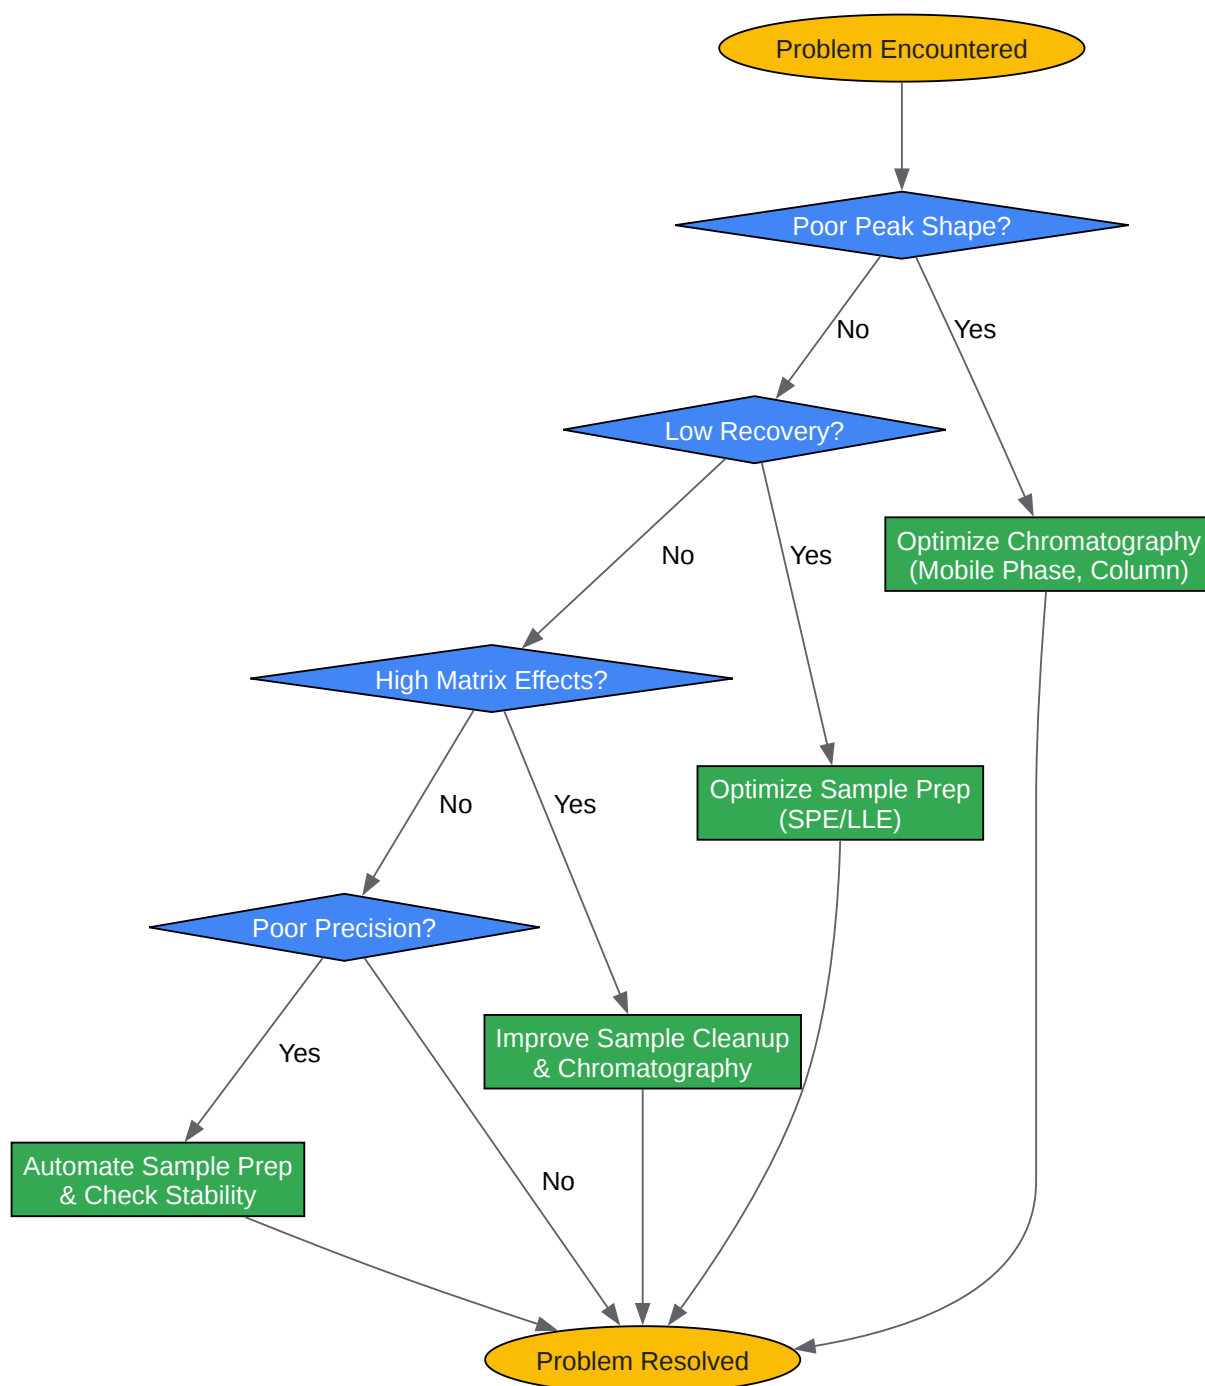 Problem Encountered
Poor Peak Shape?
No
Yes
Low Recovery?
Optimize Chromatography
(Mobile Phase, Column)
No
Yes
High Matrix Effects?
Optimize Sample Prep
(SPE/LLE)
No
Yes
Poor Precision?
Improve Sample Cleanup
& Chromatography
Yes
Automate Sample Prep
& Check Stability
No
Problem Resolved